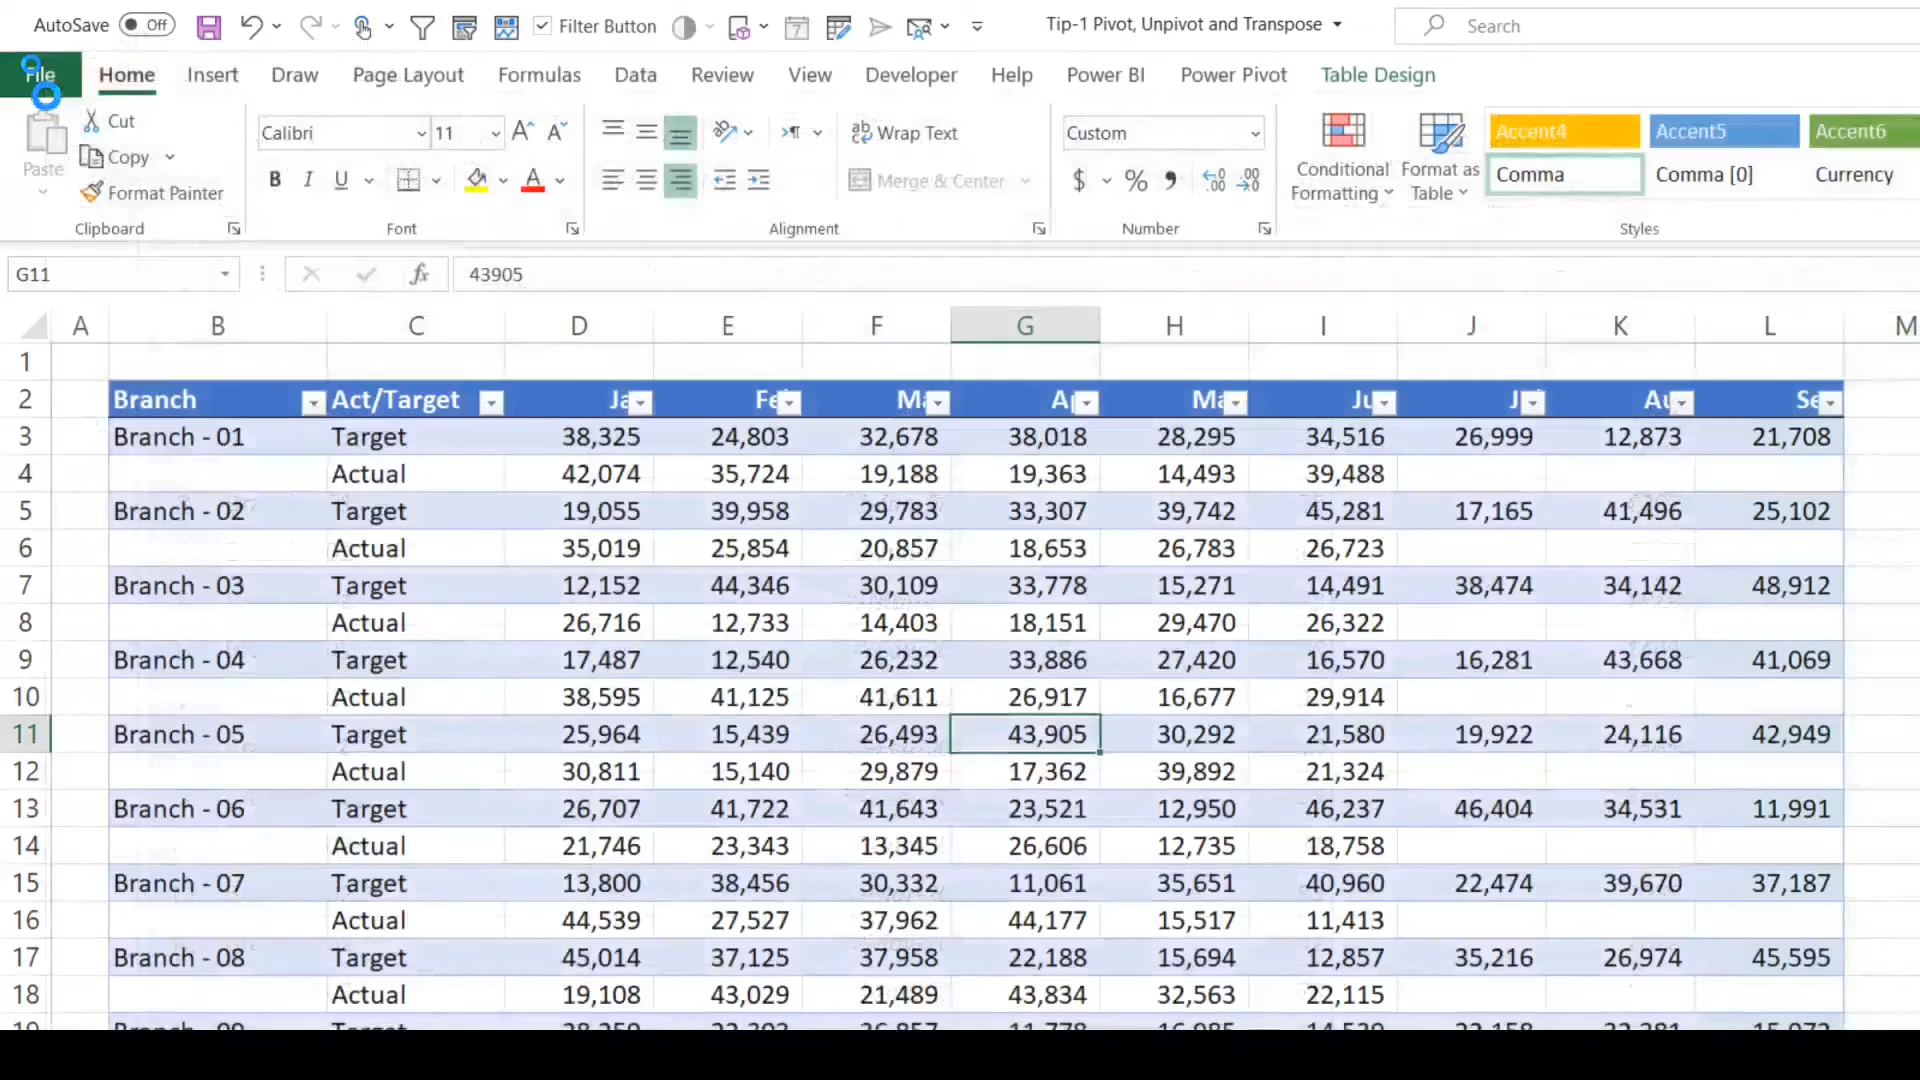 AutoSave Off Filter Button 7 Tip-1 Pivot, Unpivot and Transpose Search
File Home Insert Draw Page Layout Formulas Data Review View Developer Help Power BI Power Pivot Table Design
Paste Cut Copy Format Painter Clipboard
Calibri 11 B I U Font
Wrap Text Merge & Center Alignment
Custom $ % Number
Conditional Formatting Format as Table
Accent4 Accent5 Accent6
Comma Comma [0] Currency
Styles
G11 fx 43905
A B C D E F G H I J K L M
1
2 Branch Act/Target
3 Branch - 01 Target 38,325 24,803 32,678 38,018 28,295 34,516 26,999 12,873 21,708
4 Actual 42,074 35,724 19,188 19,363 14,493 39,488
5 Branch - 02 Target 19,055 39,958 29,783 33,307 39,742 45,281 17,165 41,496 25,102
6 Actual 35,019 25,854 20,857 18,653 26,783 26,723
7 Branch - 03 Target 12,152 44,346 30,109 33,778 15,271 14,491 38,474 34,142 48,912
8 Actual 26,716 12,733 14,403 18,151 29,470 26,322
9 Branch - 04 Target 17,487 12,540 26,232 33,886 27,420 16,570 16,281 43,668 41,069
10 Actual 38,595 41,125 41,611 26,917 16,677 29,914
11 Branch - 05 Target 25,964 15,439 26,493 43,905 30,292 21,580 19,922 24,116 42,949
12 Actual 30,811 15,140 29,879 17,362 39,892 21,324
13 Branch - 06 Target 26,707 41,722 41,643 23,521 12,950 46,237 46,404 34,531 11,991
14 Actual 21,746 23,343 13,345 26,606 12,735 18,758
15 Branch - 07 Target 13,800 38,456 30,332 11,061 35,651 40,960 22,474 39,670 37,187
16 Actual 44,539 27,527 37,962 44,177 15,517 11,413
17 Branch - 08 Target 45,014 37,125 37,958 22,188 15,694 12,857 35,216 26,974 45,595
18 Actual 19,108 43,029 21,489 43,834 32,563 22,115